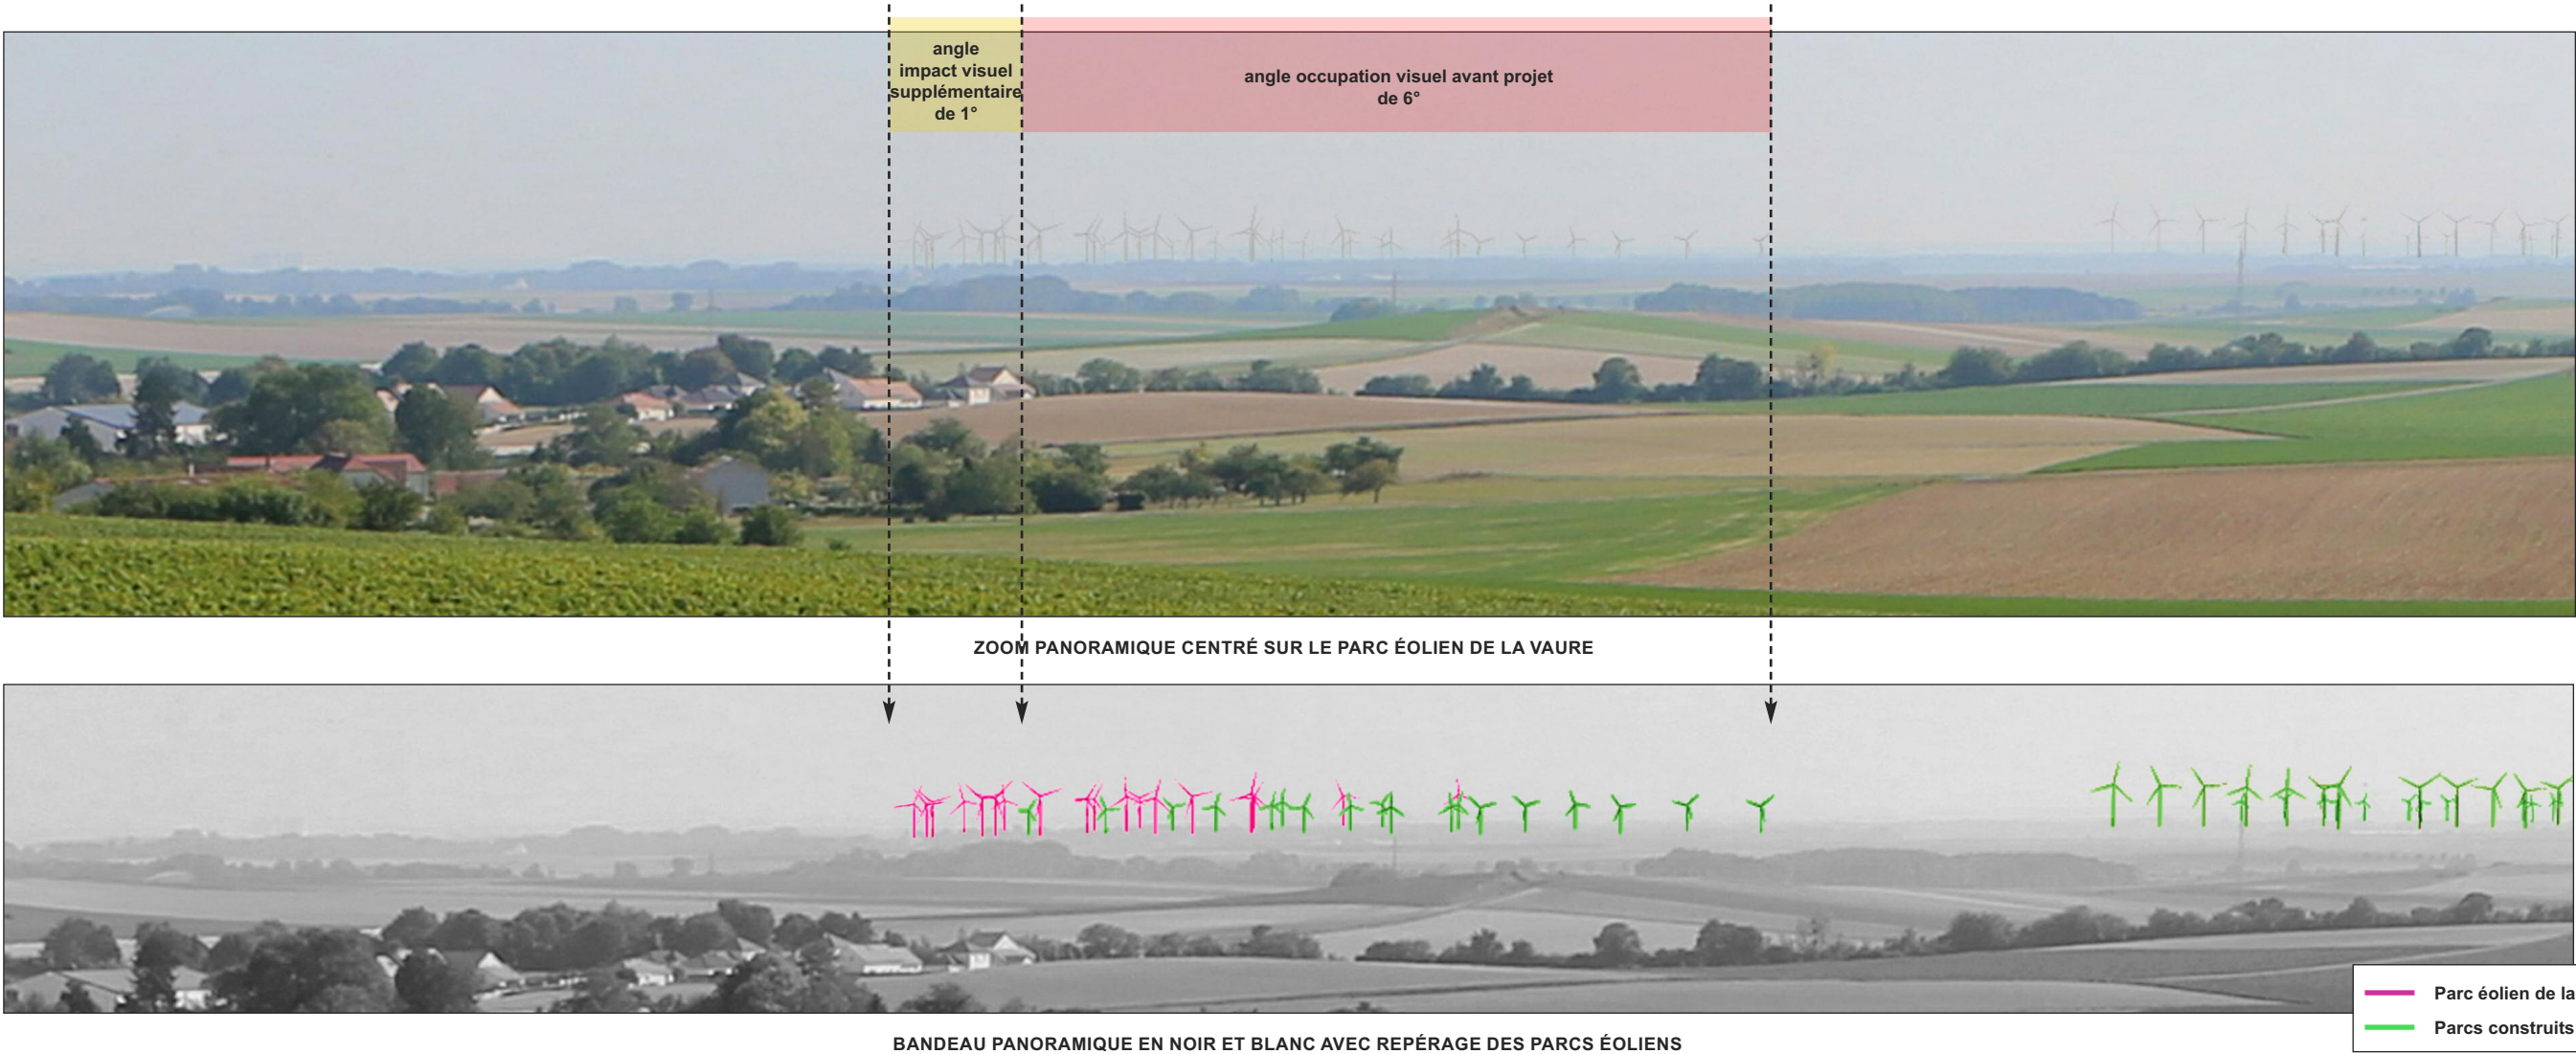 angle
impact visuel
supplémentaire
de 1°
angle occupation visuel avant projet
de 6°
ZOOM PANORAMIQUE CENTRÉ SUR LE PARC ÉOLIEN DE LA VAURE
Parc éolien de la
Parcs construits
BANDEAU PANORAMIQUE EN NOIR ET BLANC AVEC REPÉRAGE DES PARCS ÉOLIENS